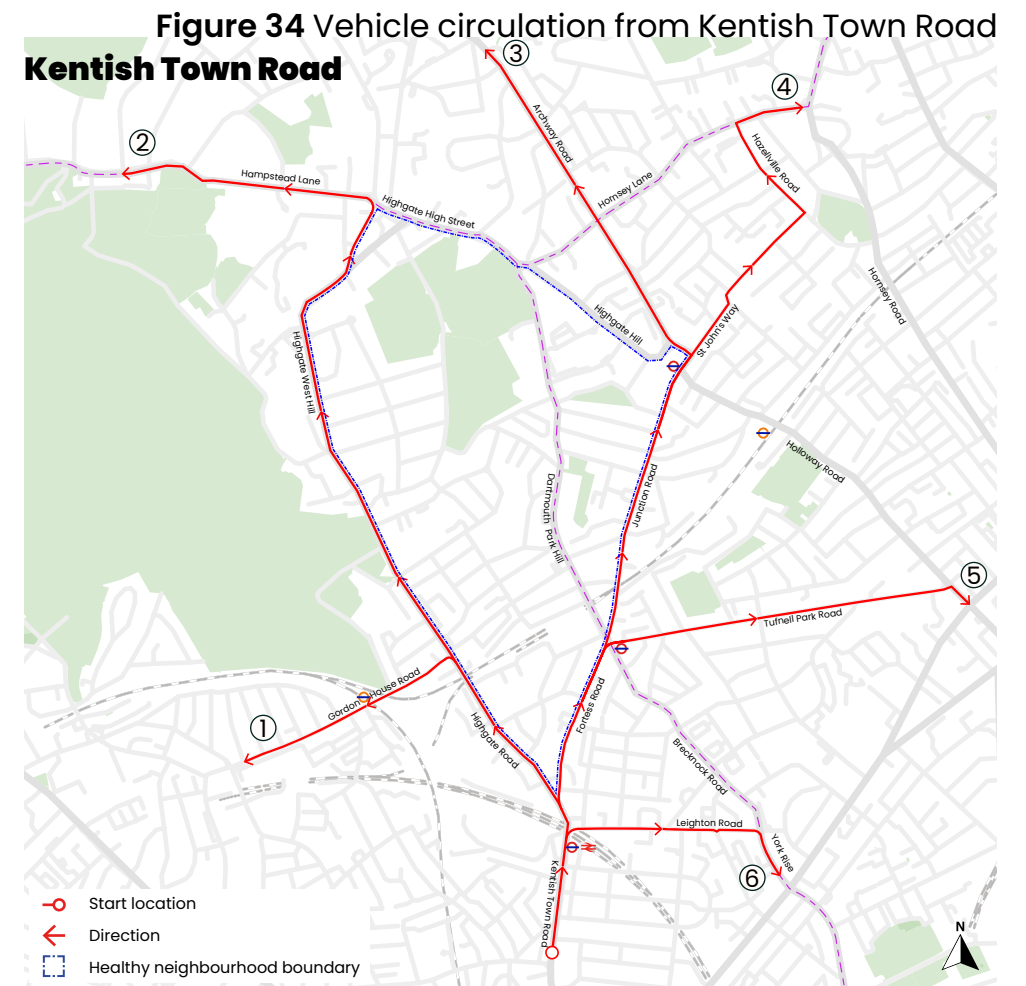 Figure 34 Vehicle circulation from Kentish Town Road
Kentish Town Road
③
④
②
Archway Road
Hazellville Road
Hampstead Lane
Hornsey Lane
Highgate High Street
Hornsey Road
Highgate Hill
St John's Way
Highgate West Hill
Holloway Road
Junction Road
Dartmouth Park Hill
⑤
Tufnell Park Road
Gordon House Road
Fortess Road
①
Highgate Road
Brecknock Road
Leighton Road
York Rise
⑥
Kentish Town Road
Start location
Direction
Healthy neighbourhood boundary
N